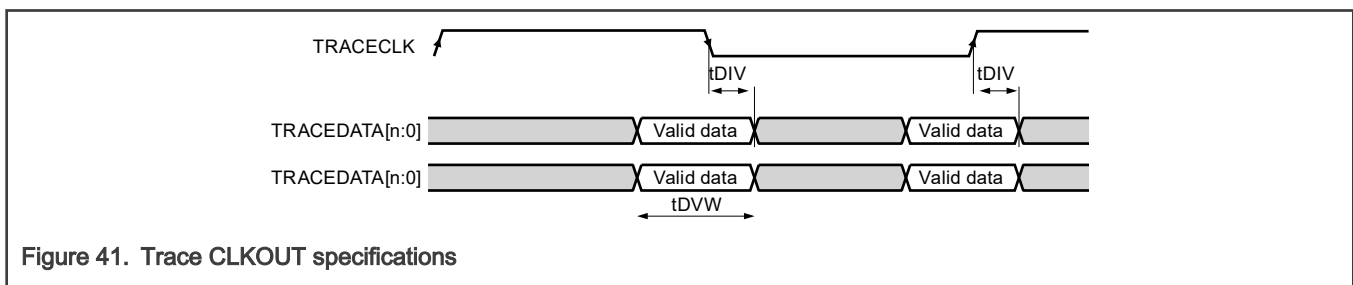 TRACECLK
tDIV tDIV
TRACEDATA[n:0] Valid data Valid data
TRACEDATA[n:0] Valid data Valid data
tDVW
Figure 41. Trace CLKOUT specifications